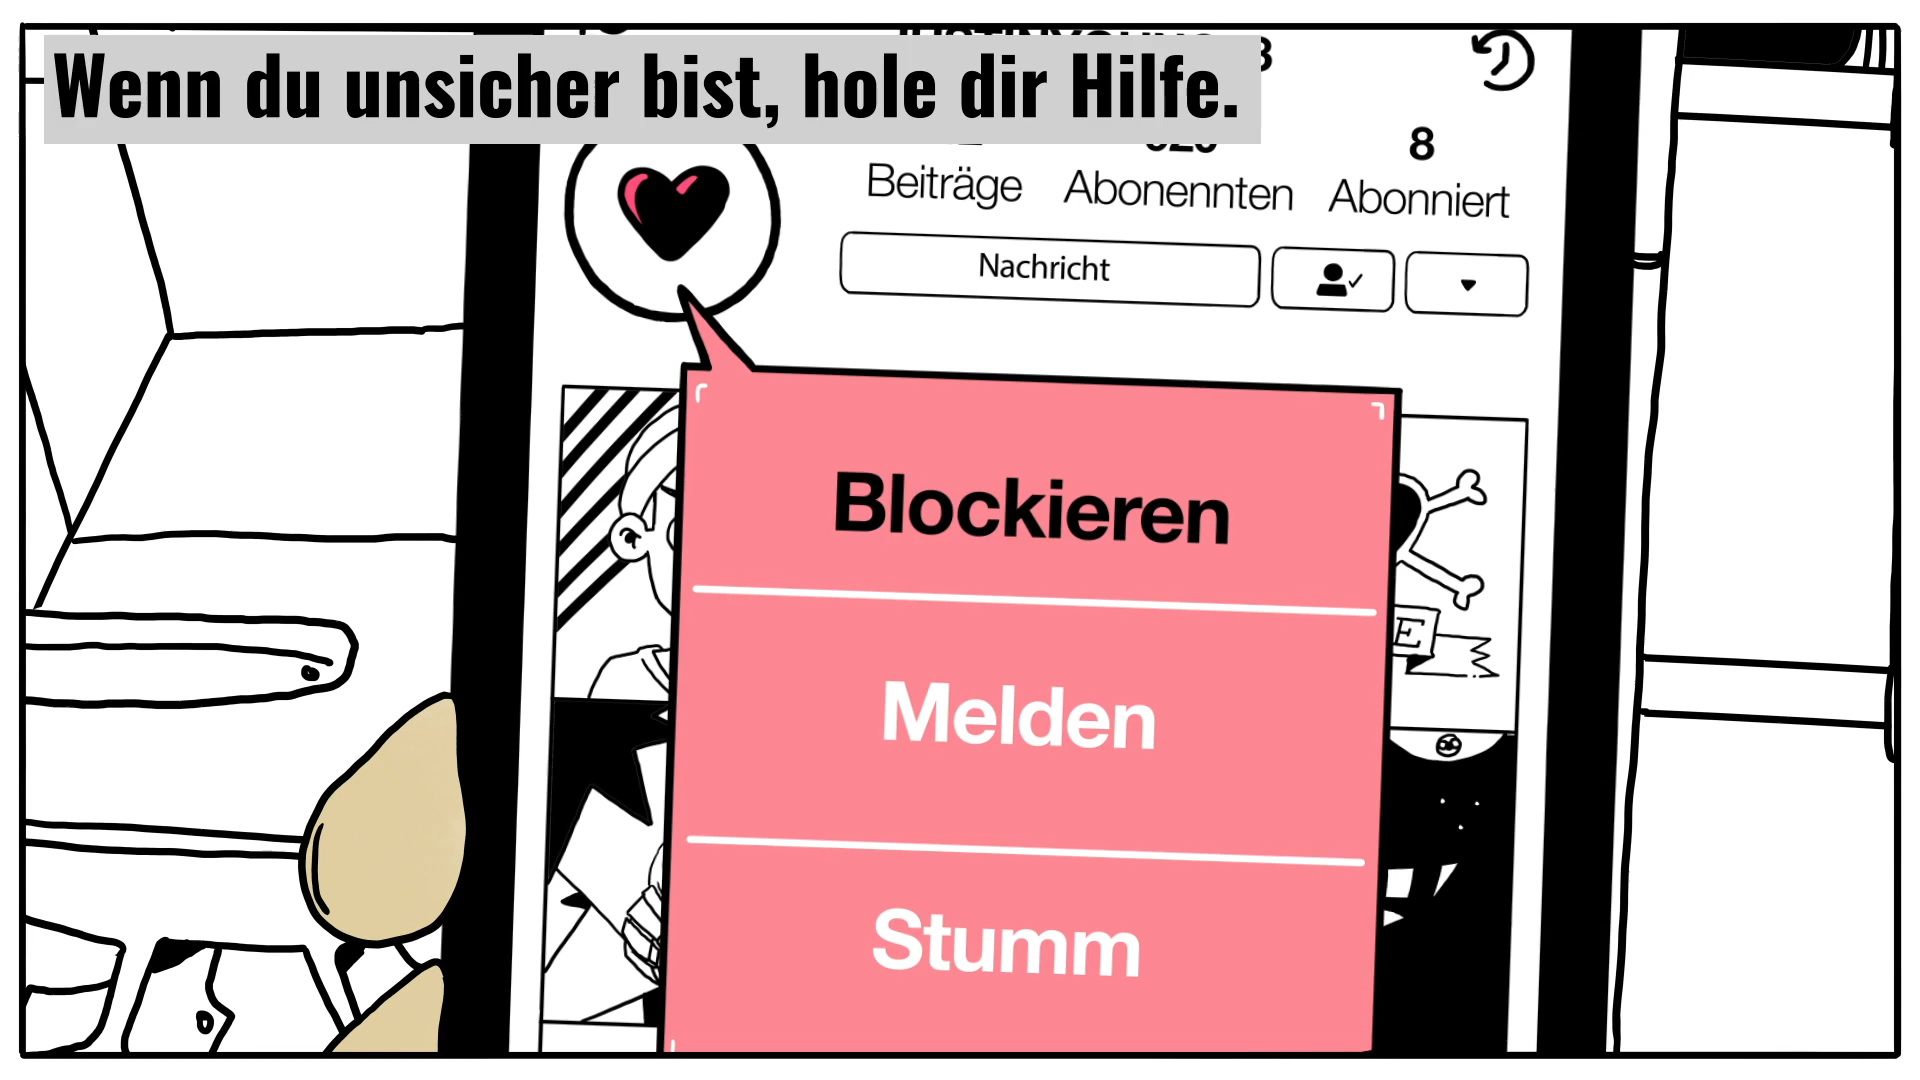 Wenn du unsicher bist, hole dir Hilfe.
8
Beiträge Abonennten Abonniert
Nachricht
Blockieren
E
Melden
Stumm